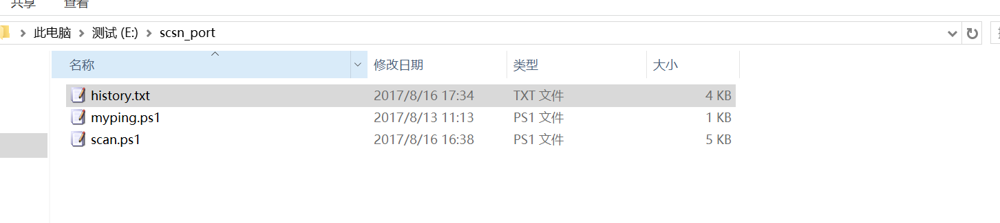 共享 查看
此电脑 测试 (E:) scsn_port
名称 修改日期 类型 大小
history.txt 2017/8/16 17:34 TXT 文件 4 KB
myping.ps1 2017/8/13 11:13 PS1 文件 1 KB
scan.ps1 2017/8/16 16:38 PS1 文件 5 KB